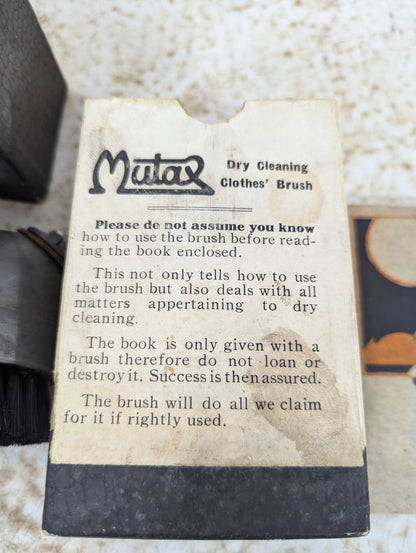 Mutax
Dry Cleaning
Clothes' Brush
Please do not assume you know
how to use the brush before read-
ing the book enclosed.
This not only tells how to use
the brush but also deals with all
matters appertaining to dry
cleaning.
The book is only given with a
brush therefore do not loan or
destroy it. Success is then assured.
The brush will do all we claim
for it if rightly used.